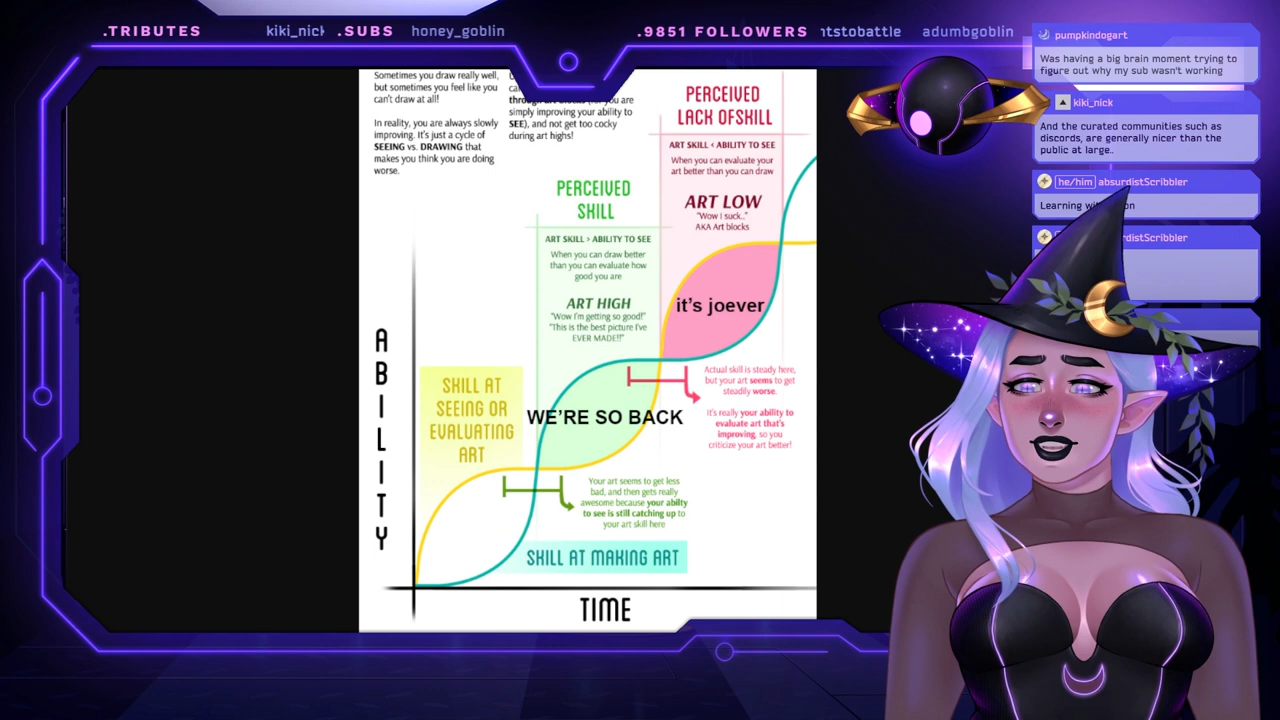 .TRIBUTES
kiki_nick
.SUBS
honey_goblin
.9851 FOLLOWERS
tstobattle
adumbgoblin
pumpkindogart
Was having a big brain moment trying to
figure out why my sub wasn't working
kiki_nick
And the curated communities such as
discords, are generally nicer than the
public at large..
he/him absurdistScribbler
Learning
rdistScribbler
Sometimes you draw really well,
but sometimes you feel like you
can't draw at all!
In reality, you are always slowly
improving. It's just a cycle of
SEEING vs. DRAWING that
makes you think you are doing
worse.
through art blocks (for you are
simply improving your ability to
SEE), and not get too cocky
during art highs!
PERCEIVED
LACK OFSKILL
ART SKILL < ABILITY TO SEE
When you can evaluate your
art better than you can draw
ART LOW
"Wow I suck.."
AKA Art blocks
PERCEIVED
SKILL
ART SKILL > ABILITY TO SEE
When you can draw better
than you can evaluate how
good you are
ART HIGH
"Wow I'm getting so good!"
"This is the best picture I've
EVER MADE!!"
it's joever
Actual skill is steady here,
but your art seems to get
steadily worse.
It's really your ability to
evaluate art that's
improving, so you
criticize your art better!
SKILL AT
SEEING OR
EVALUATING
ART
WE'RE SO BACK
Your art seems to get less
bad, and then gets really
awesome because your abilty
to see is still catching up to
your art skill here
SKILL AT MAKING ART
ABILITY
TIME